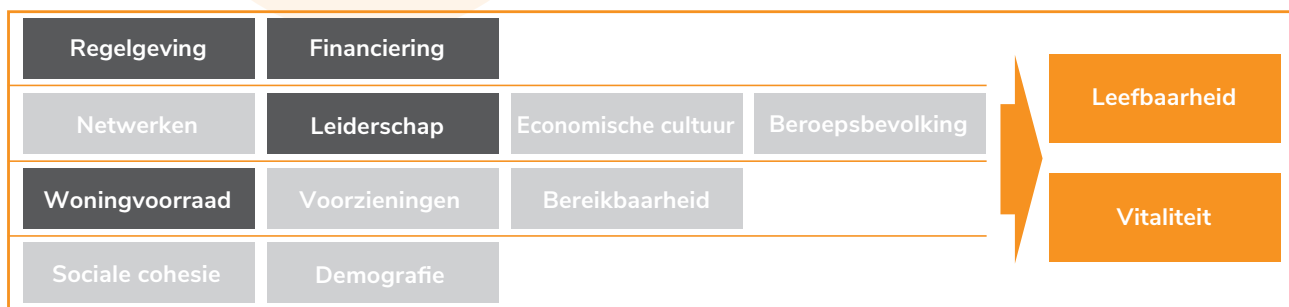 Regelgeving
Financiering
Netwerken
Leiderschap
Economische cultuur
Beroepsbevolking
Woningvoorraad
Voorzieningen
Bereikbaarheid
Sociale cohesie
Demografie
Leefbaarheid
Vitaliteit